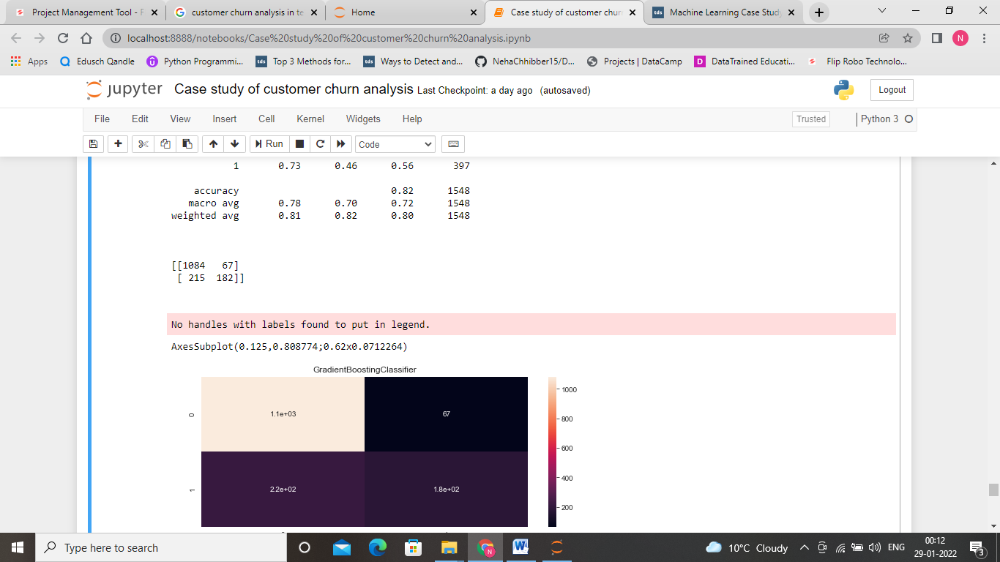 Project Management Tool - F
customer churn analysis in te
Home
Case study of customer churn
Machine Learning Case Study
localhost:8888/notebooks/Case%20study%20of%20customer%20churn%20analysis.ipynb
N
Apps
Edusch Qandle
Python Programmi...
tds
Top 3 Methods for...
tds
Ways to Detect and...
NehaChhibber15/D...
Projects | DataCamp
D
DataTrained Educati...
Flip Robo Technolo...
jupyter Case study of customer churn analysis Last Checkpoint: a day ago (autosaved)
Logout
File Edit View Insert Cell Kernel Widgets Help
Trusted
Python 3
Run
Code
1 0.73 0.46 0.56 397
accuracy 0.82 1548
macro avg 0.78 0.70 0.72 1548
weighted avg 0.81 0.82 0.80 1548
[[1084 67]
[ 215 182]]
No handles with labels found to put in legend.
AxesSubplot(0.125,0.808774;0.62x0.0712264)
GradientBoostingClassifier
0
1.1e+03
67
1
2.2e+02
1.8e+02
1000
800
600
400
200
Type here to search
10°C Cloudy
ENG
00:12
29-01-2022
3